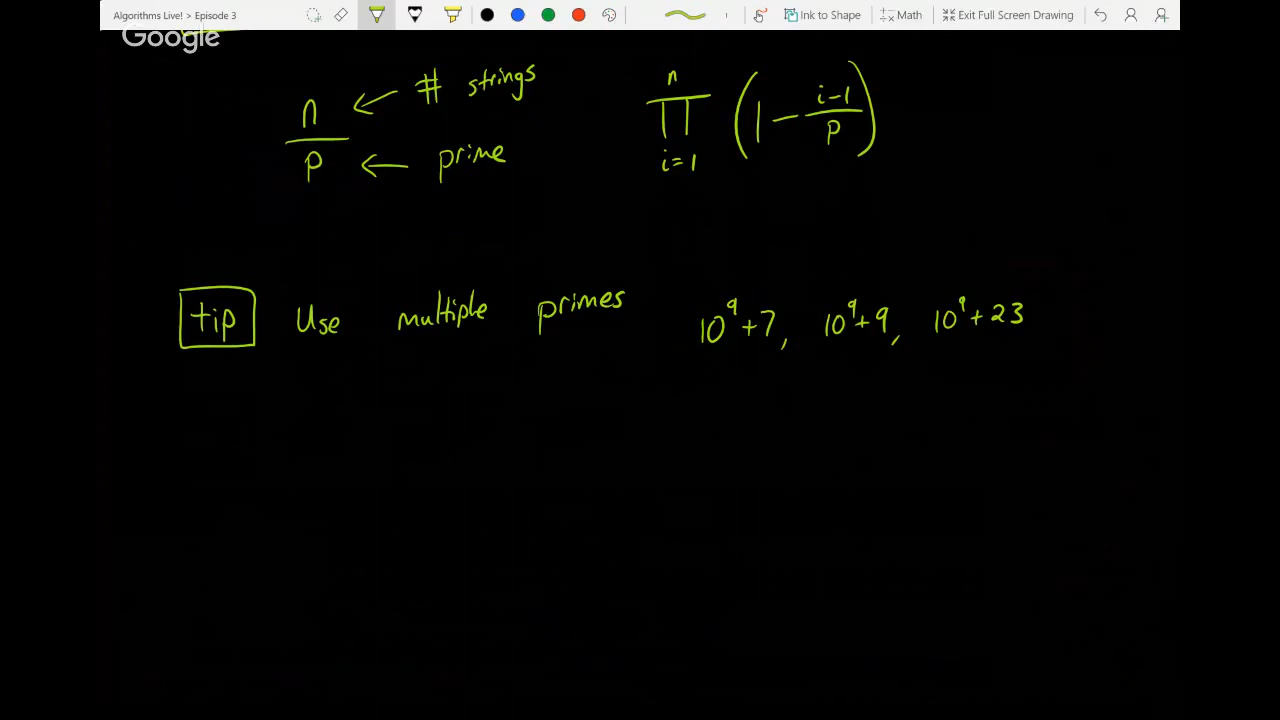 Algorithms Live! > Episode 3 Ink to Shape Math Exit Full Screen Drawing
Google
n ← # strings
p ← prime
n
∏ (1 - i-1/p)
i=1
tip Use multiple primes 10^9+7, 10^9+9, 10^9+23